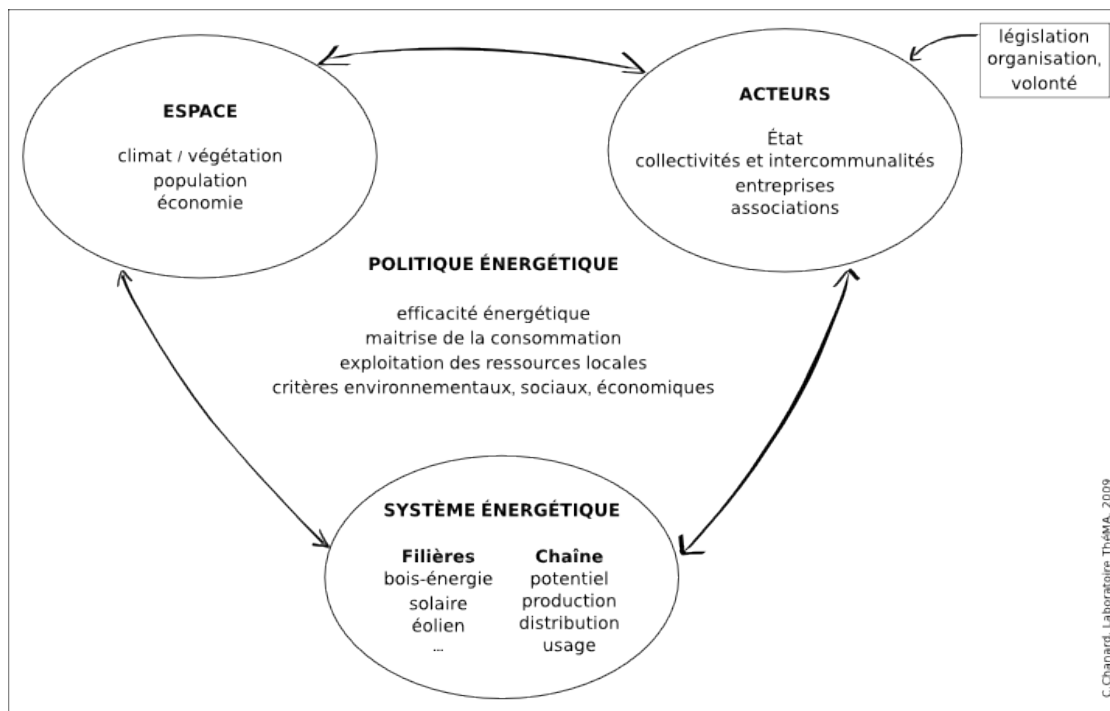 législation
organisation,
volonté
ESPACE
climat / végétation
population
économie
ACTEURS
État
collectivités et intercommunalités
entreprises
associations
POLITIQUE ÉNERGÉTIQUE
efficacité énergétique
maitrise de la consommation
exploitation des ressources locales
critères environnementaux, sociaux, économiques
SYSTÈME ÉNERGÉTIQUE
Filières
bois-énergie
solaire
éolien
...
Chaîne
potentiel
production
distribution
usage
C.Chanard, Laboratoire ThéMA, 2009